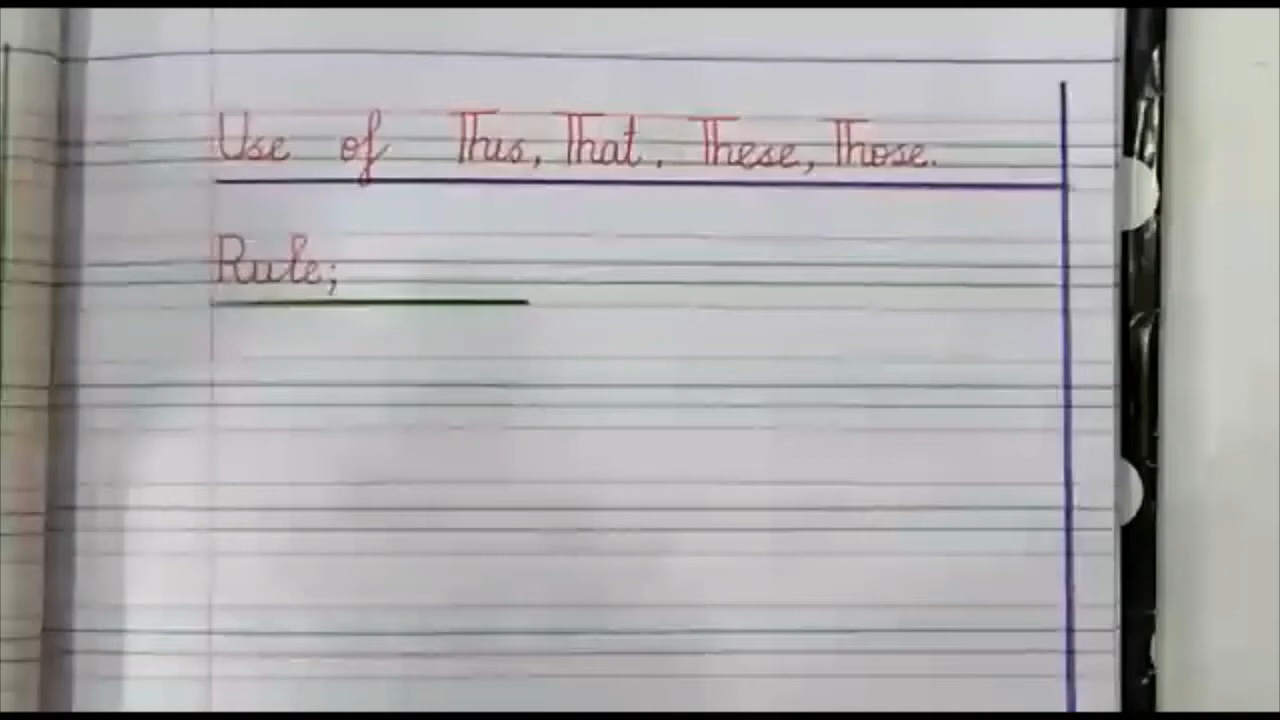 Use of This, That, These, Those.
Rule;